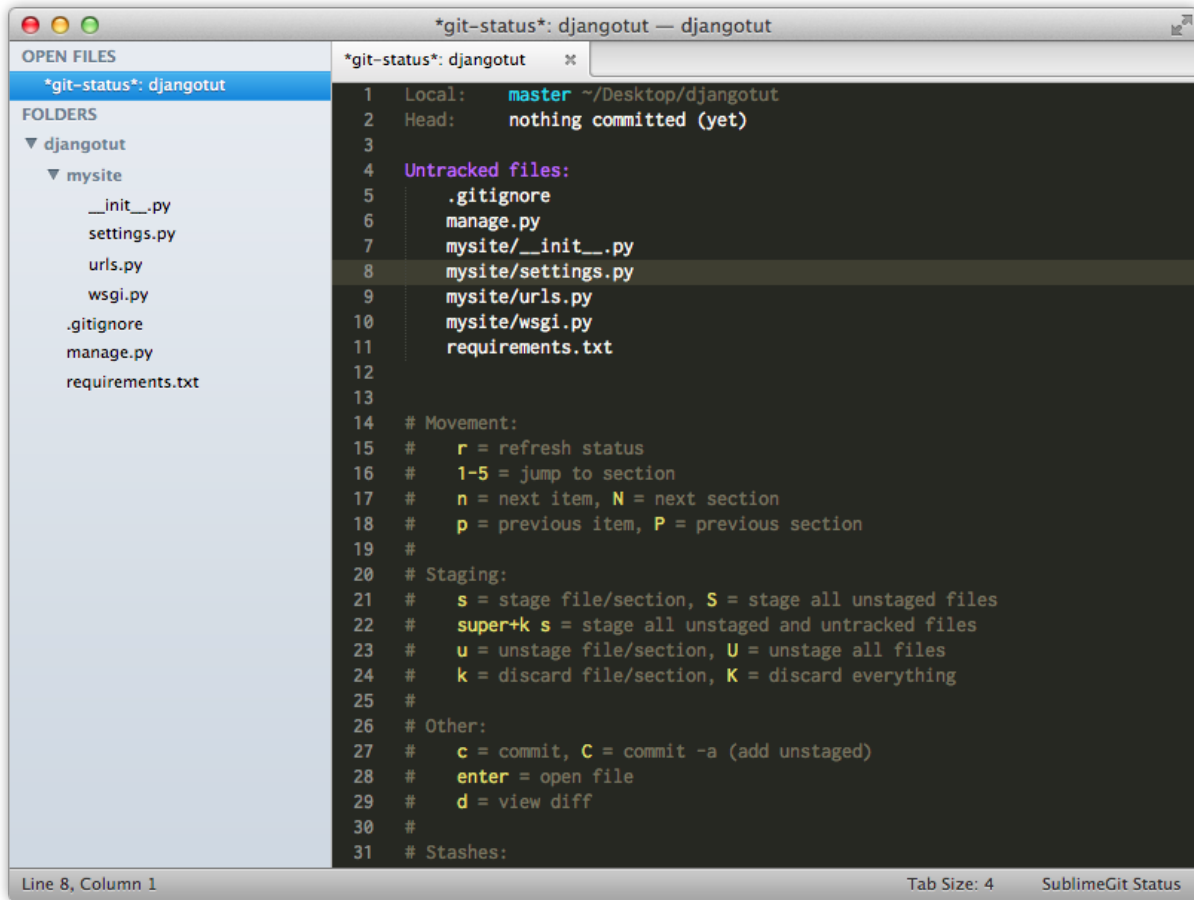 *git-status*: djangotut — djangotut
OPEN FILES
*git-status*: djangotut
FOLDERS
djangotut
mysite
__init__.py
settings.py
urls.py
wsgi.py
.gitignore
manage.py
requirements.txt
*git-status*: djangotut
1 Local: master ~/Desktop/djangotut
2 Head: nothing committed (yet)
3
4 Untracked files:
5 .gitignore
6 manage.py
7 mysite/__init__.py
8 mysite/settings.py
9 mysite/urls.py
10 mysite/wsgi.py
11 requirements.txt
12
13
14 # Movement:
15 # r = refresh status
16 # 1-5 = jump to section
17 # n = next item, N = next section
18 # p = previous item, P = previous section
19 #
20 # Staging:
21 # s = stage file/section, S = stage all unstaged files
22 # super+k s = stage all unstaged and untracked files
23 # u = unstage file/section, U = unstage all files
24 # k = discard file/section, K = discard everything
25 #
26 # Other:
27 # c = commit, C = commit -a (add unstaged)
28 # enter = open file
29 # d = view diff
30 #
31 # Stashes:
Line 8, Column 1 Tab Size: 4 SublimeGit Status